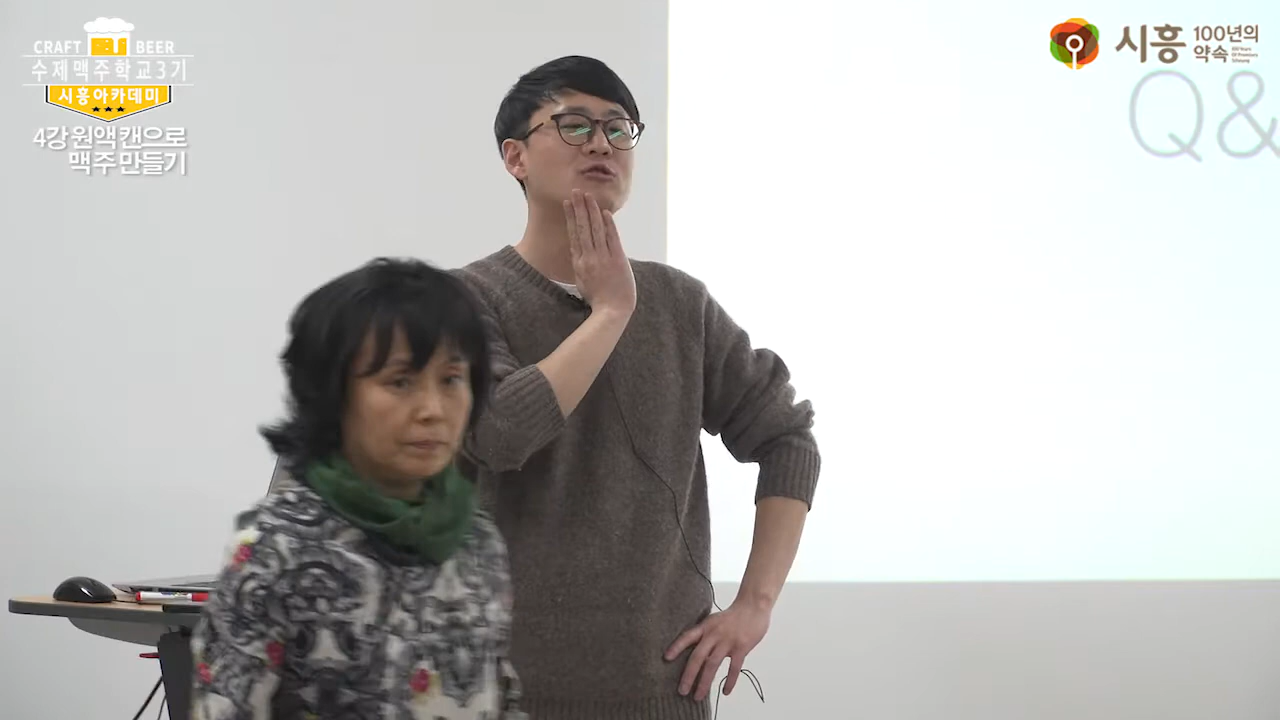 CRAFT BEER
수제맥주학교3기
시흥아카데미
4강 원액 캔으로
맥주 만들기
시흥 100년의
약속
Q&